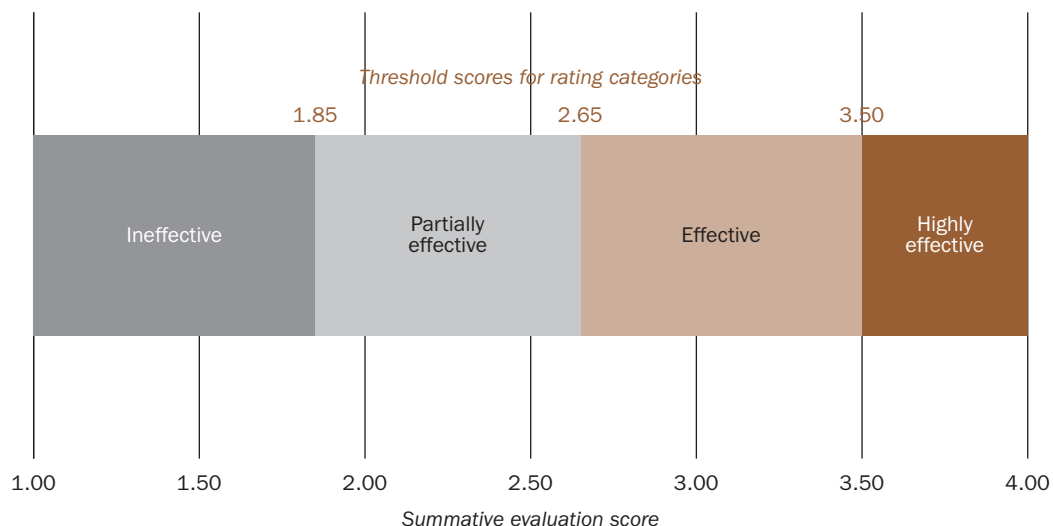 Threshold scores for rating categories
1.85 2.65 3.50
Ineffective
Partially
effective
Effective
Highly
effective
1.00 1.50 2.00 2.50 3.00 3.50 4.00
Summative evaluation score